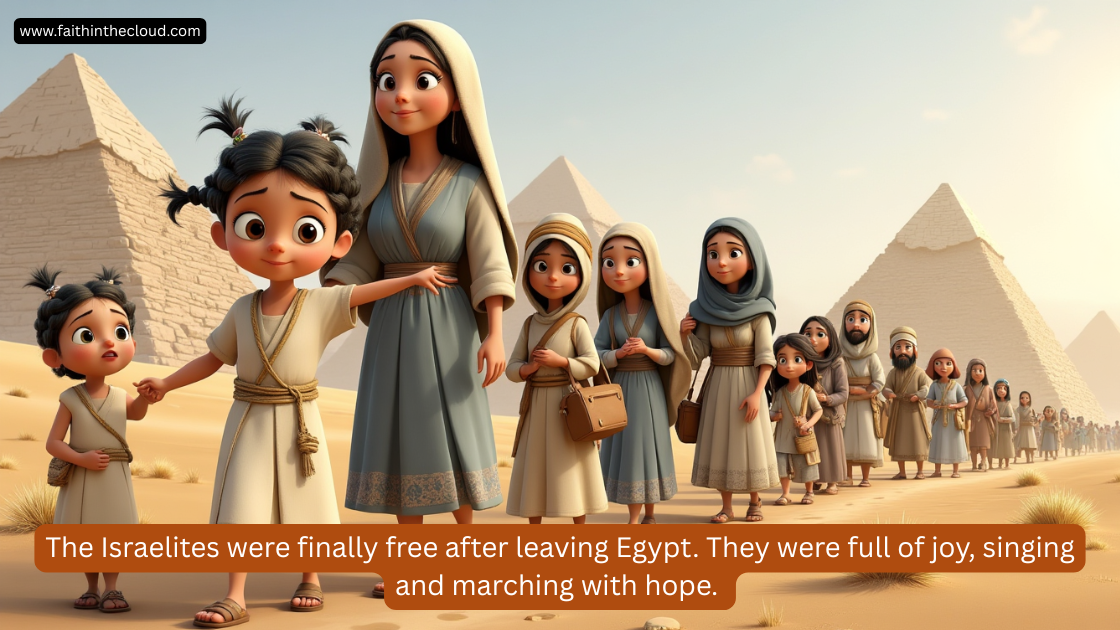 www.faithinthecloud.com
The Israelites were finally free after leaving Egypt. They were full of joy, singing
and marching with hope.